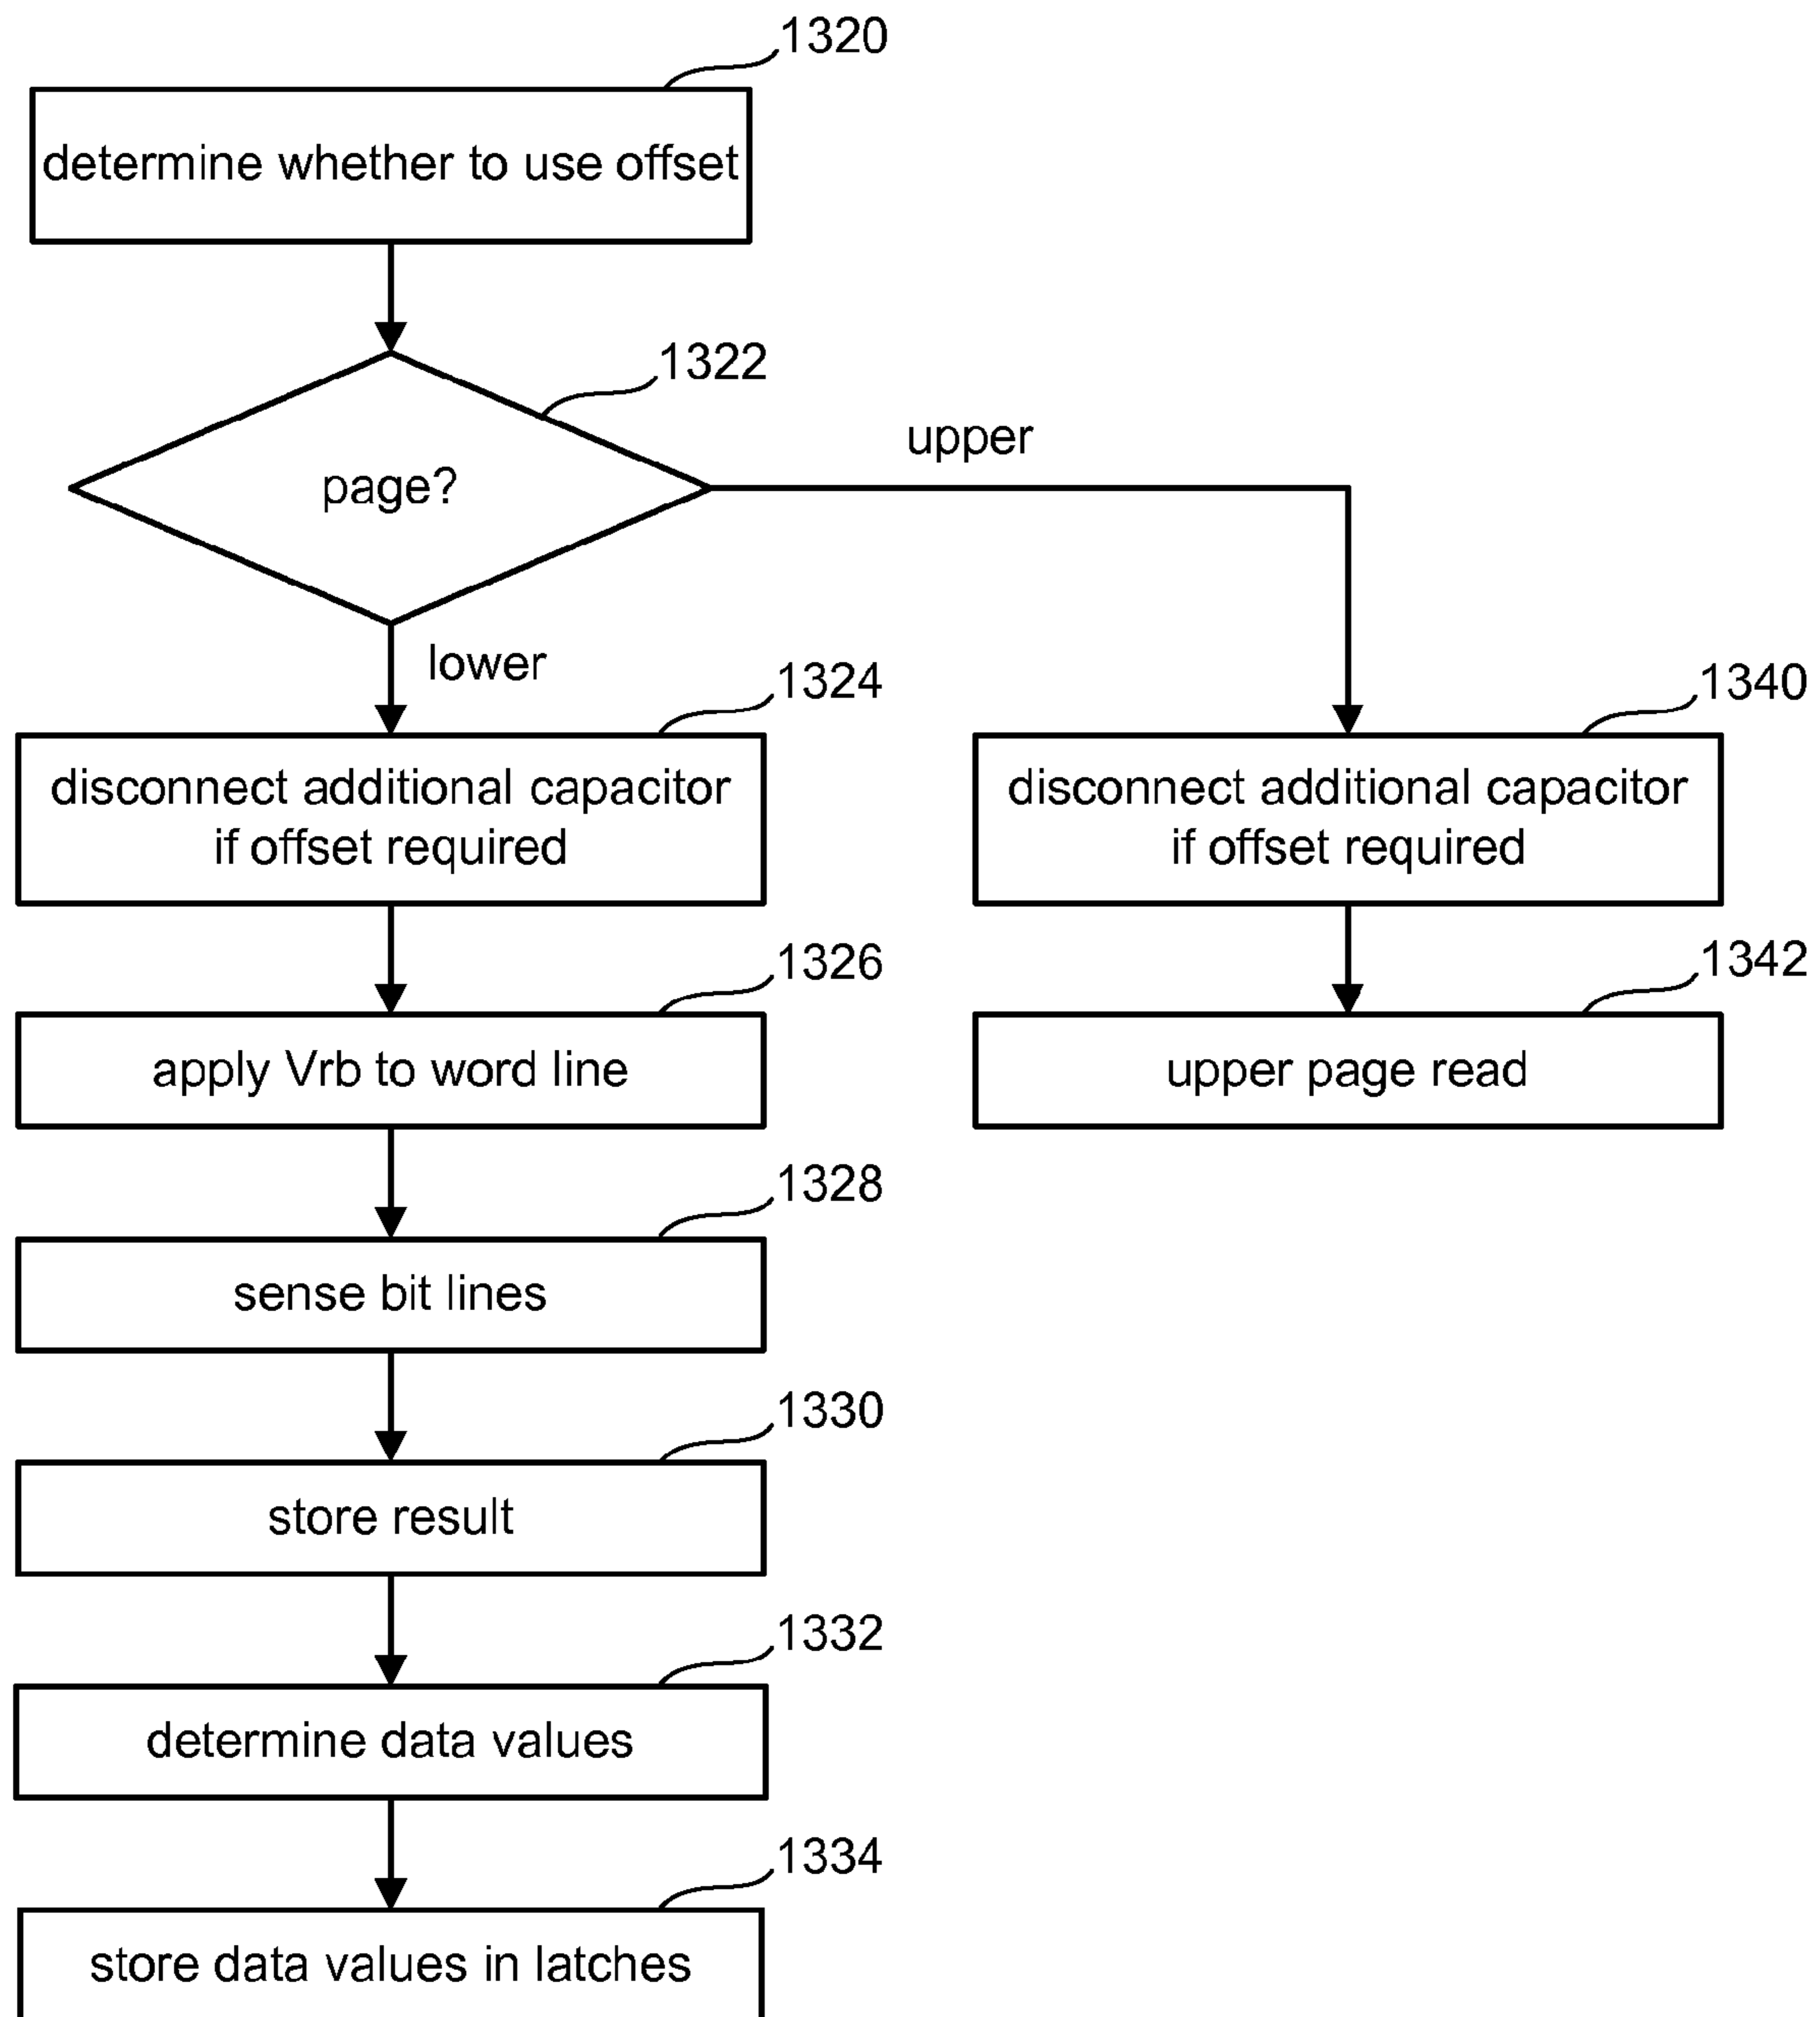 1320
determine whether to use offset
1322
page?
upper
lower
1324
disconnect additional capacitor
if offset required
1340
disconnect additional capacitor
if offset required
1326
apply Vrb to word line
1342
upper page read
1328
sense bit lines
1330
store result
1332
determine data values
1334
store data values in latches